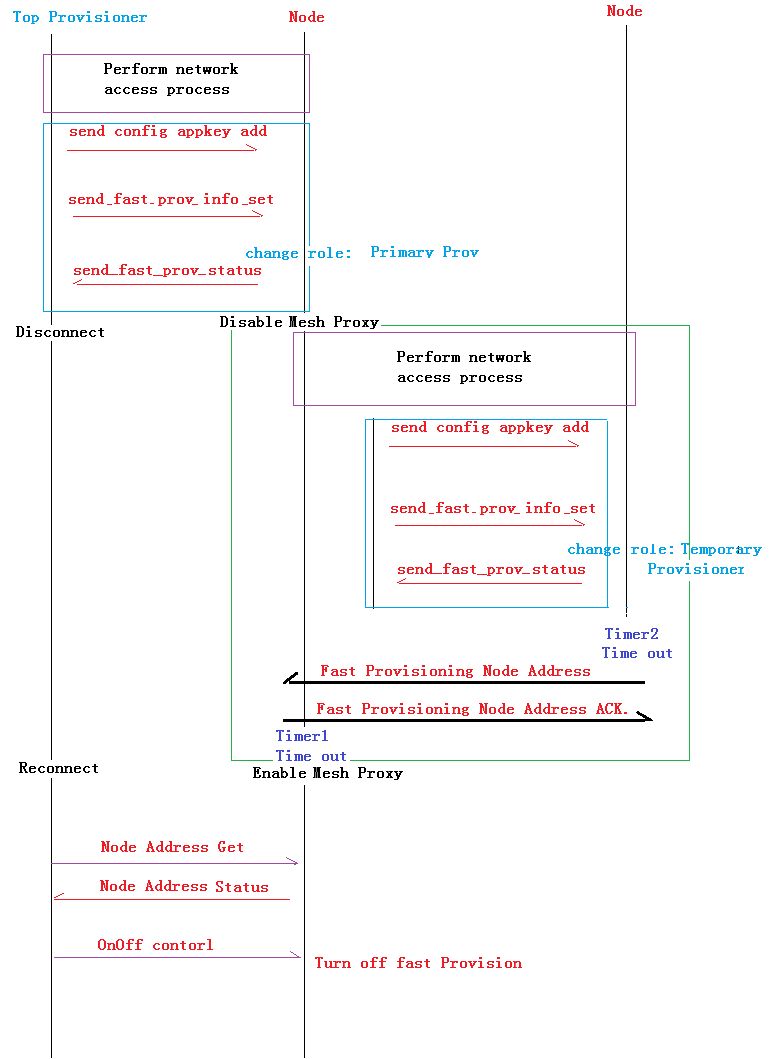 Top Provisioner
Node
Node
Perform network
access process
send config appkey add
send_fast_prov_info_set
change role: Primary Prov
send_fast_prov_status
Disable Mesh Proxy
Disconnect
Perform network
access process
send config appkey add
send_fast_prov_info_set
change role: Temporary
Provisioner
send_fast_prov_status
Timer2
Time out
Fast Provisioning Node Address
Fast Provisioning Node Address ACK.
Timer1
Time out
Reconnect
Enable Mesh Proxy
Node Address Get
Node Address Status
OnOff contorl
Turn off fast Provision